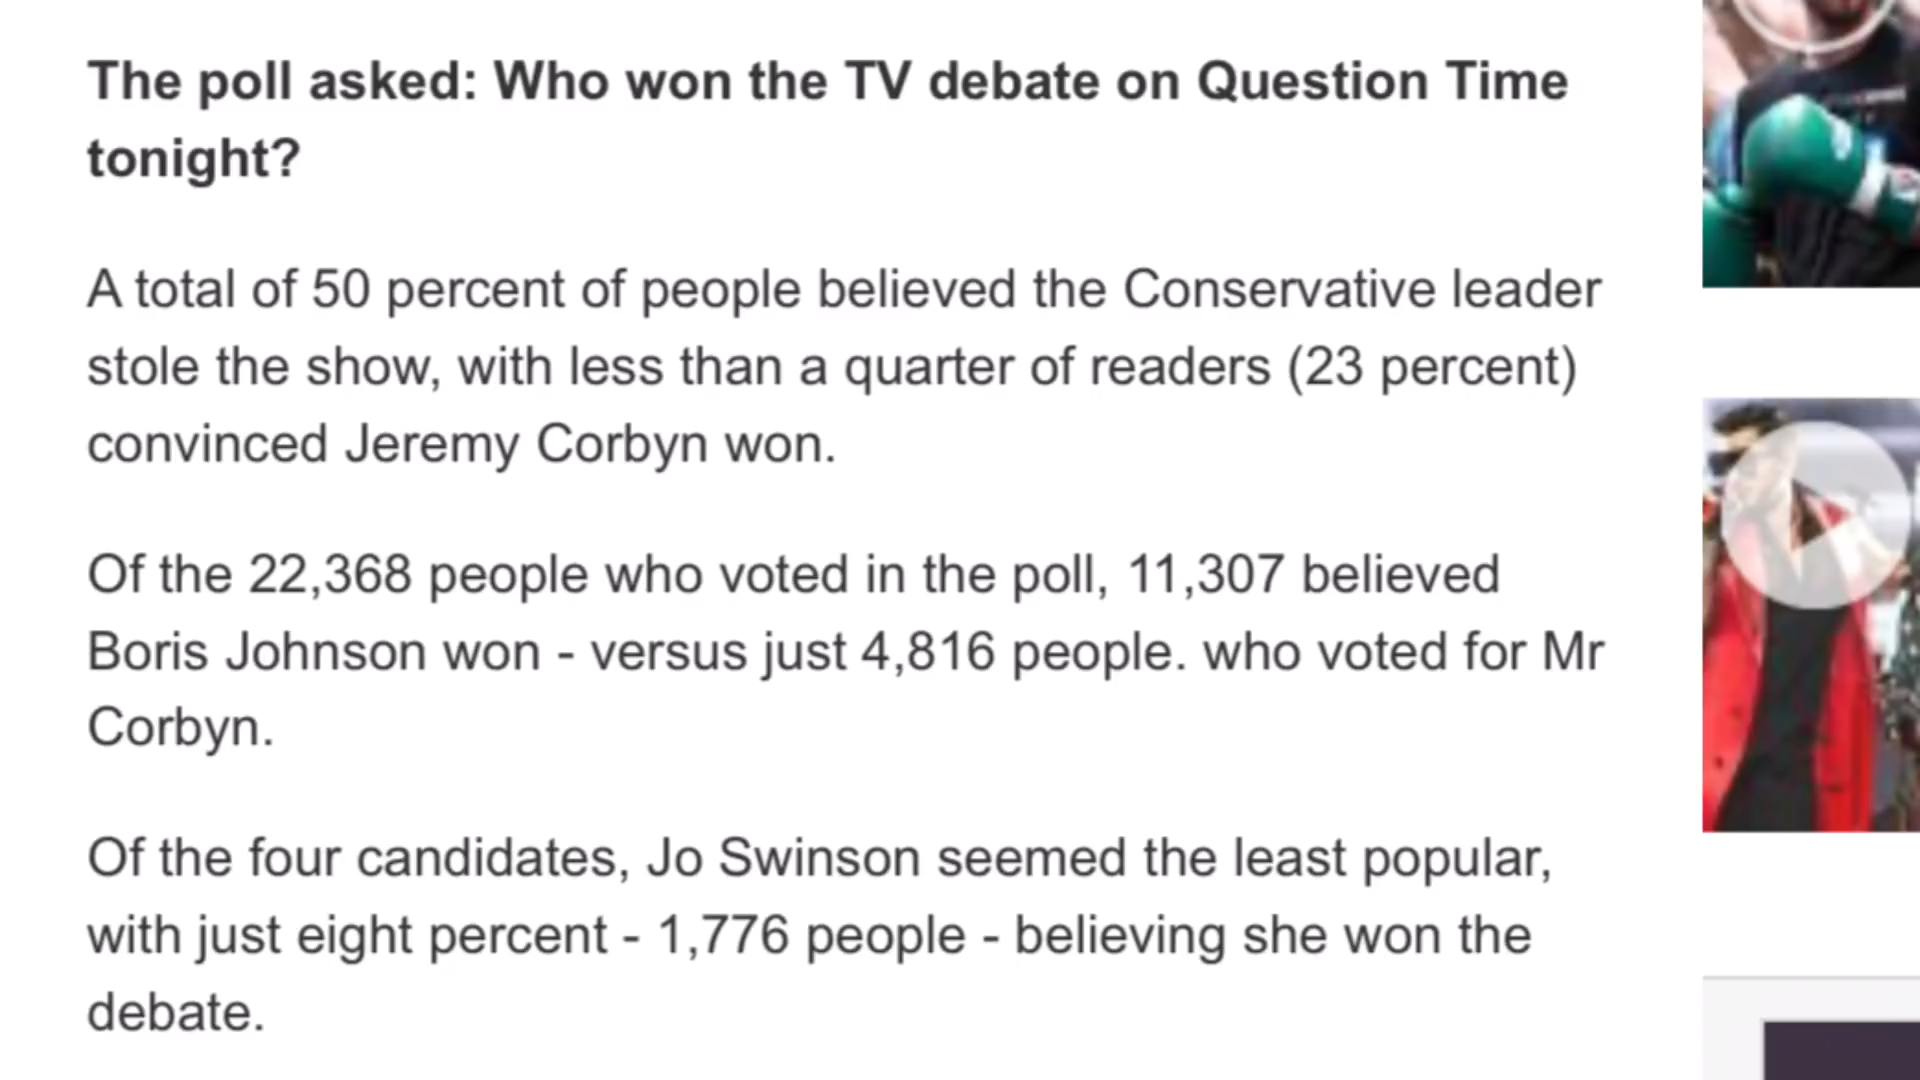 The poll asked: Who won the TV debate on Question Time
tonight?
A total of 50 percent of people believed the Conservative leader
stole the show, with less than a quarter of readers (23 percent)
convinced Jeremy Corbyn won.
Of the 22,368 people who voted in the poll, 11,307 believed
Boris Johnson won - versus just 4,816 people. who voted for Mr
Corbyn.
Of the four candidates, Jo Swinson seemed the least popular,
with just eight percent - 1,776 people - believing she won the
debate.